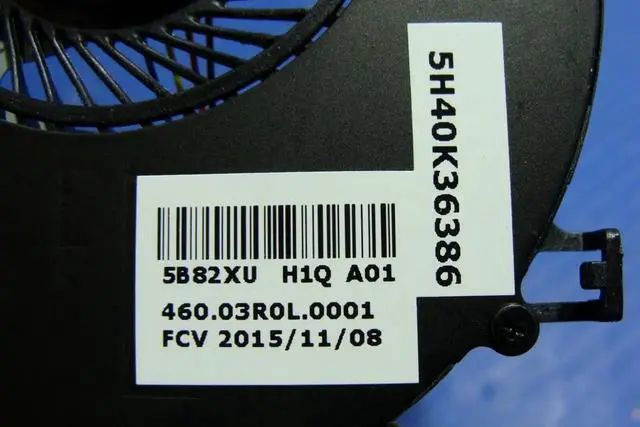 5B82XU H1Q A01
460.03R0L.0001
FCV 2015/11/08
5H40K36386